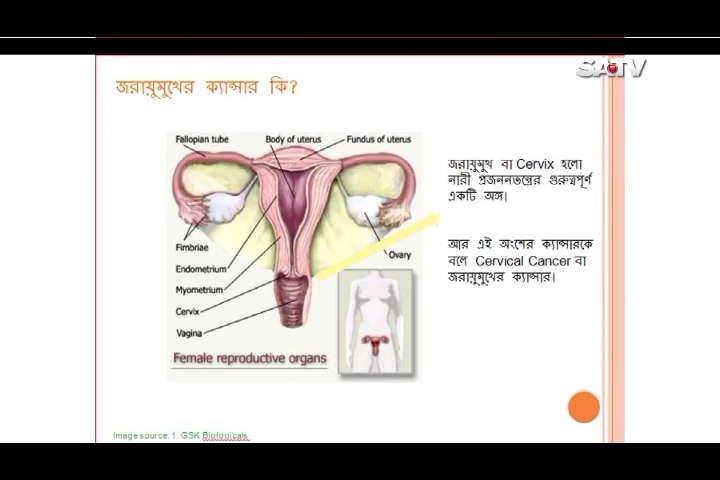 SATV
জরায়ুমুখের ক্যান্সার কি?
Fallopian tube
Body of uterus
Fundus of uterus
জরায়ুমুখ বা Cervix হলো
নারী প্রজননতন্ত্রের গুরুত্বপূর্ণ
একটি অঙ্গ।
Fimbriae
Ovary
আর এই অংশের ক্যান্সারকে
বলে Cervical Cancer বা
জরায়ুমুখের ক্যান্সার।
Endometrium
Myometrium
Cervix
Vagina
Female reproductive organs
Image source: 1. GSK Biologicals